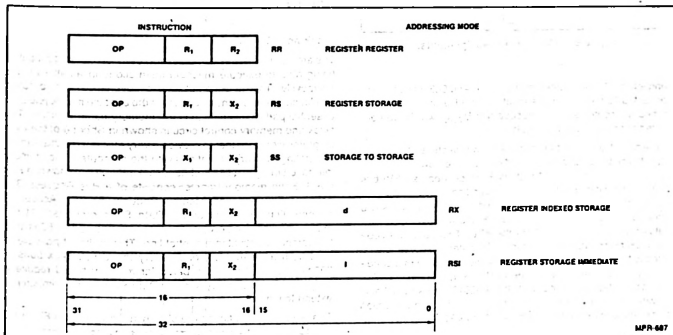 INSTRUCTION ADDRESSING MODE
OP R₁ R₂ RR REGISTER REGISTER
OP R₁ X₂ RS REGISTER STORAGE
OP X₁ X₂ SS STORAGE TO STORAGE
OP R₁ X₂ d RX REGISTER INDEXED STORAGE
OP R₁ X₂ I RSI REGISTER STORAGE IMMEDIATE
16
31 16 15 0
32
MPR-687